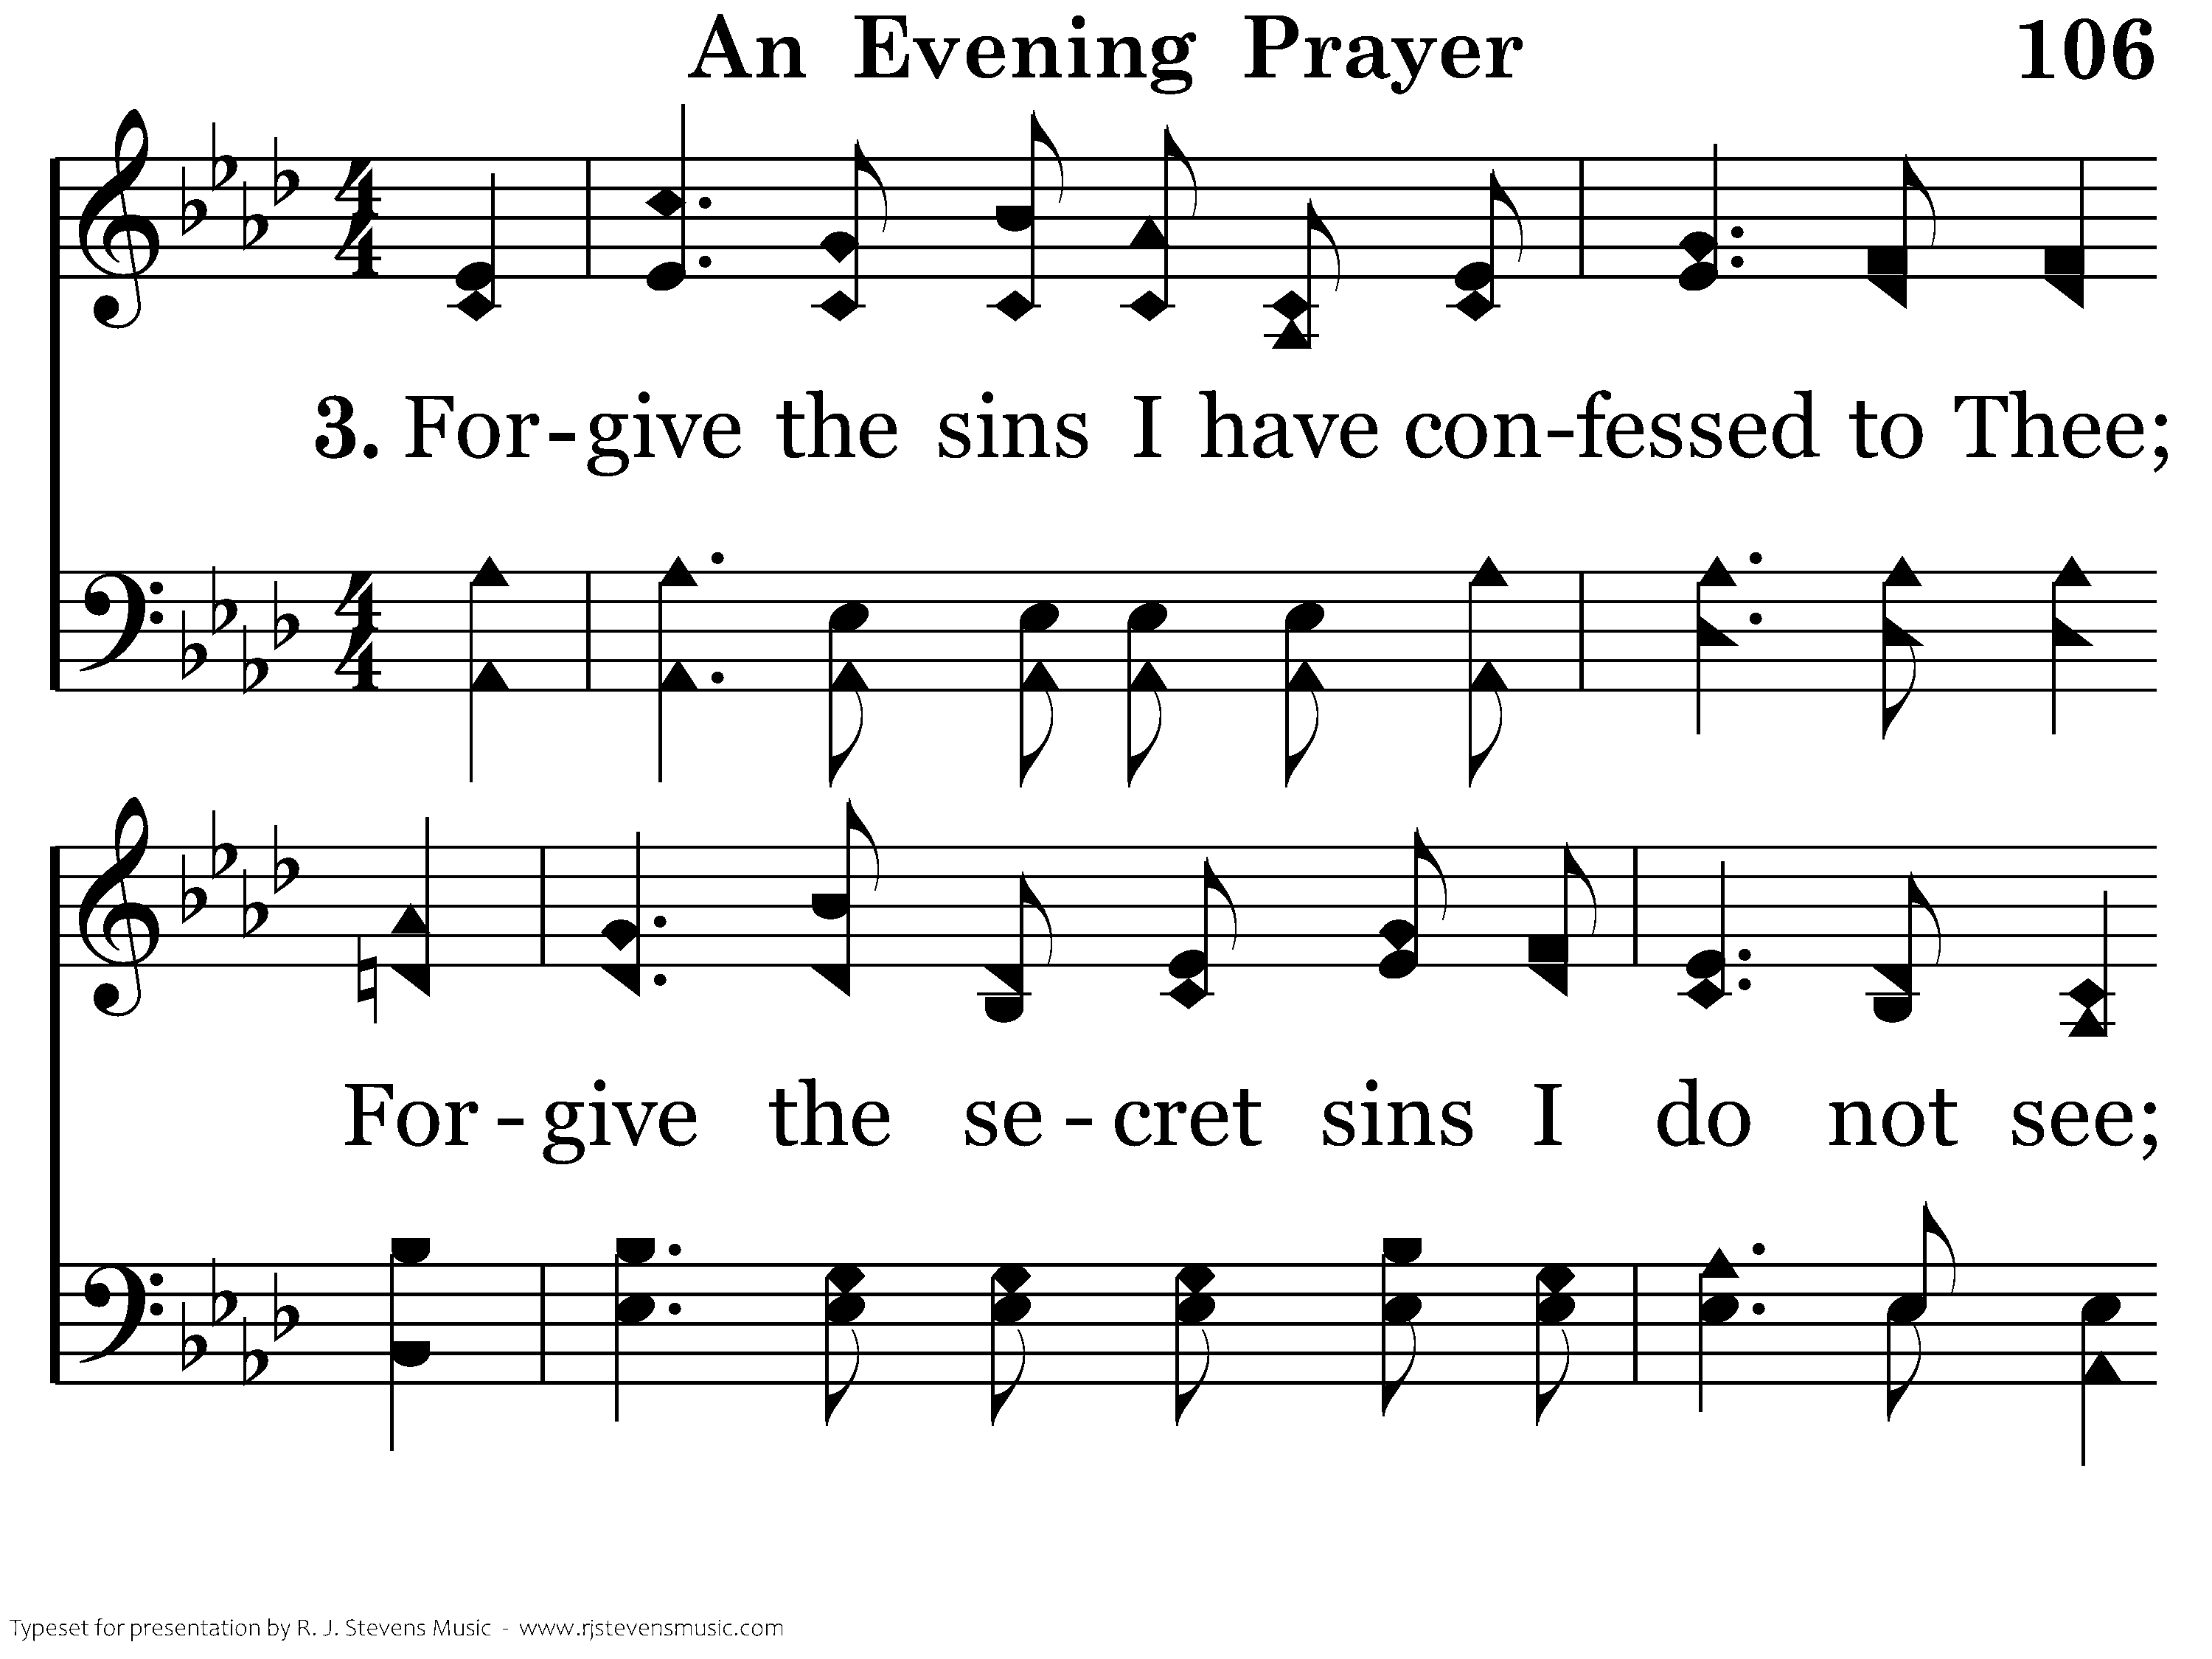 An Evening Prayer 106
3. For-give the sins I have con-fessed to Thee;
For - give the se - cret sins I do not see;
Typeset for presentation by R. J. Stevens Music - www.rjstevensmusic.com